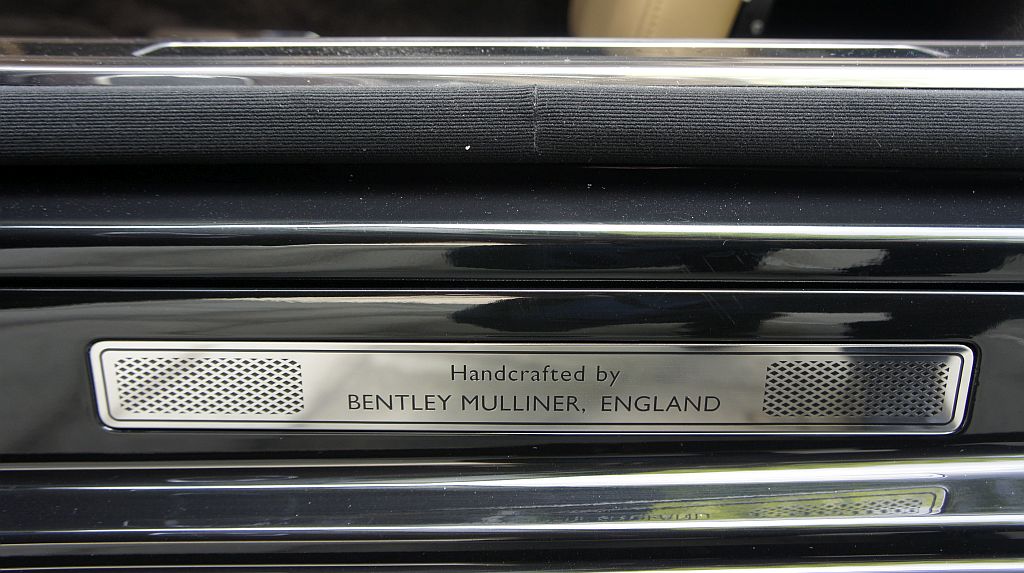 Handcrafted by
BENTLEY MULLINER, ENGLAND